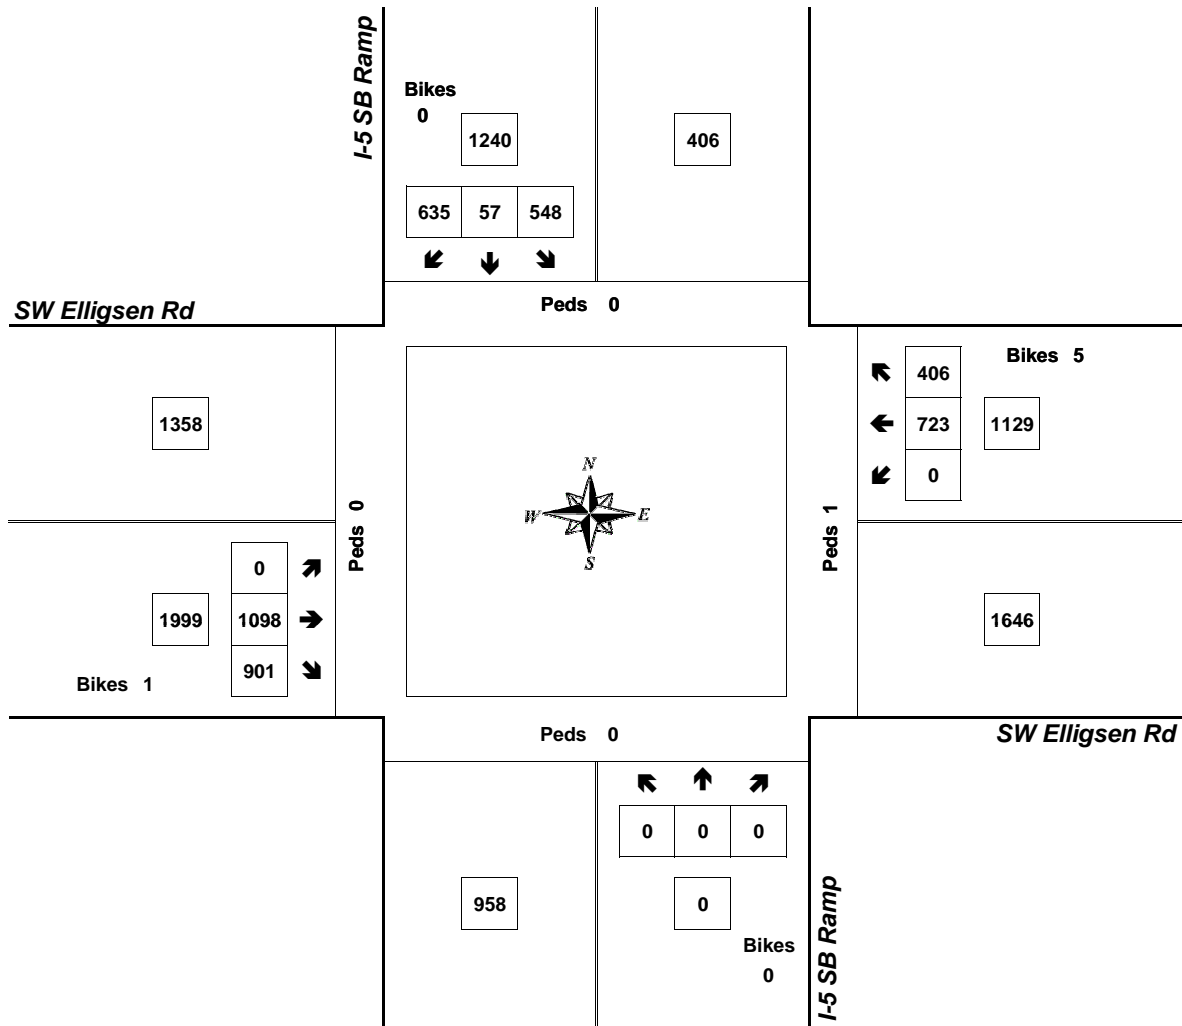 I-5 SB Ramp
Bikes
0
1240
406
635 57 548
Peds 0
SW Elligsen Rd
Bikes 5
406
1358
723 1129
0
N
W E
S
Peds 0
Peds 1
0
1999 1098
1646
901
Bikes 1
Peds 0
SW Elligsen Rd
0 0 0
958
0
Bikes
0
I-5 SB Ramp